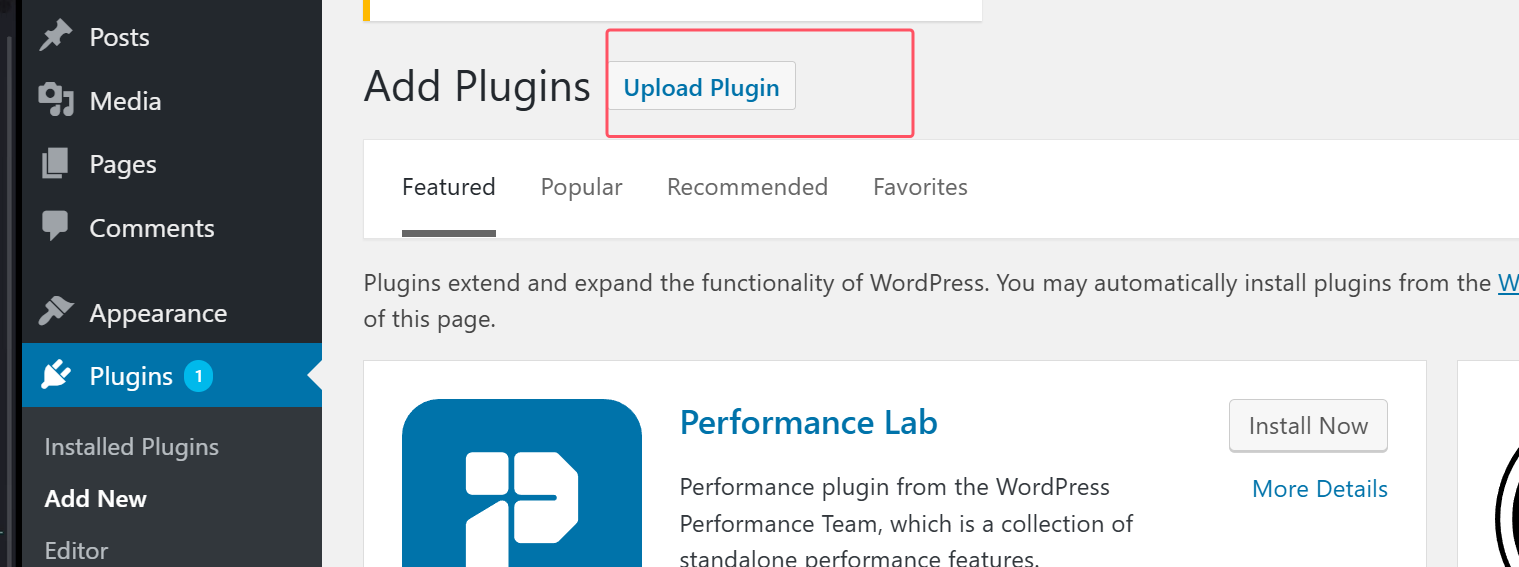 Posts
Media
Pages
Comments
Appearance
Plugins 1
Installed Plugins
Add New
Editor
Add Plugins Upload Plugin
Featured Popular Recommended Favorites
Plugins extend and expand the functionality of WordPress. You may automatically install plugins from the W
of this page.
Performance Lab
Install Now
More Details
Performance plugin from the WordPress
Performance Team, which is a collection of
standalone performance features.